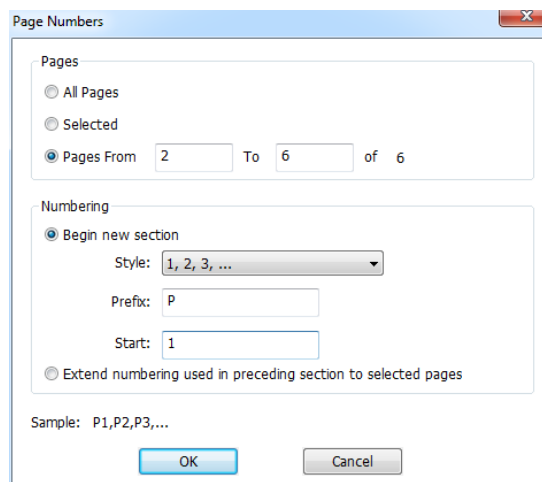 Page Numbers
X
Pages
All Pages
Selected
Pages From 2 To 6 of 6
Numbering
Begin new section
Style: 1, 2, 3, ...
Prefix: P
Start: 1
Extend numbering used in preceding section to selected pages
Sample: P1,P2,P3,...
OK Cancel